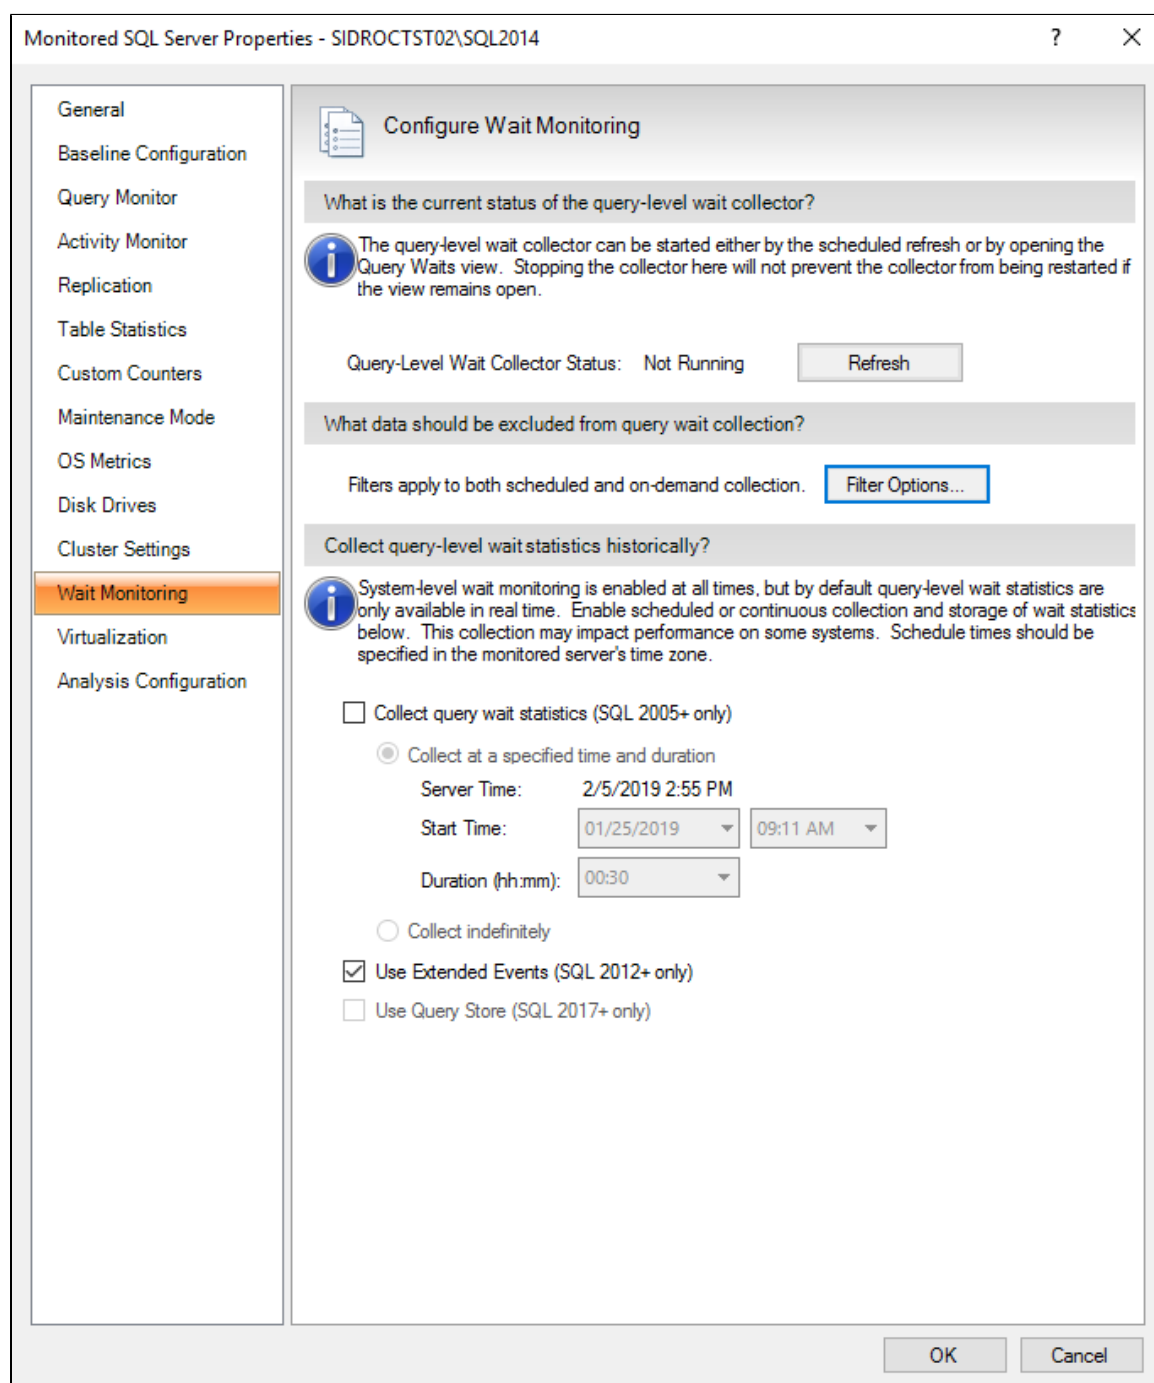 Monitored SQL Server Properties - SIDROCTST02\SQL2014
?
General
Baseline Configuration
Query Monitor
Activity Monitor
Replication
Table Statistics
Custom Counters
Maintenance Mode
OS Metrics
Disk Drives
Cluster Settings
Wait Monitoring
Virtualization
Analysis Configuration
Configure Wait Monitoring
What is the current status of the query-level wait collector?
The query-level wait collector can be started either by the scheduled refresh or by opening the
Query Waits view. Stopping the collector here will not prevent the collector from being restarted if
the view remains open.
Query-Level Wait Collector Status: Not Running Refresh
What data should be excluded from query wait collection?
Filters apply to both scheduled and on-demand collection. Filter Options...
Collect query-level wait statistics historically?
System-level wait monitoring is enabled at all times, but by default query-level wait statistics are
only available in real time. Enable scheduled or continuous collection and storage of wait statistics
below. This collection may impact performance on some systems. Schedule times should be
specified in the monitored server's time zone.
Collect query wait statistics (SQL 2005+ only)
Collect at a specified time and duration
Server Time: 2/5/2019 2:55 PM
Start Time: 01/25/2019 09:11 AM
Duration (hh:mm): 00:30
Collect indefinitely
Use Extended Events (SQL 2012+ only)
Use Query Store (SQL 2017+ only)
OK Cancel